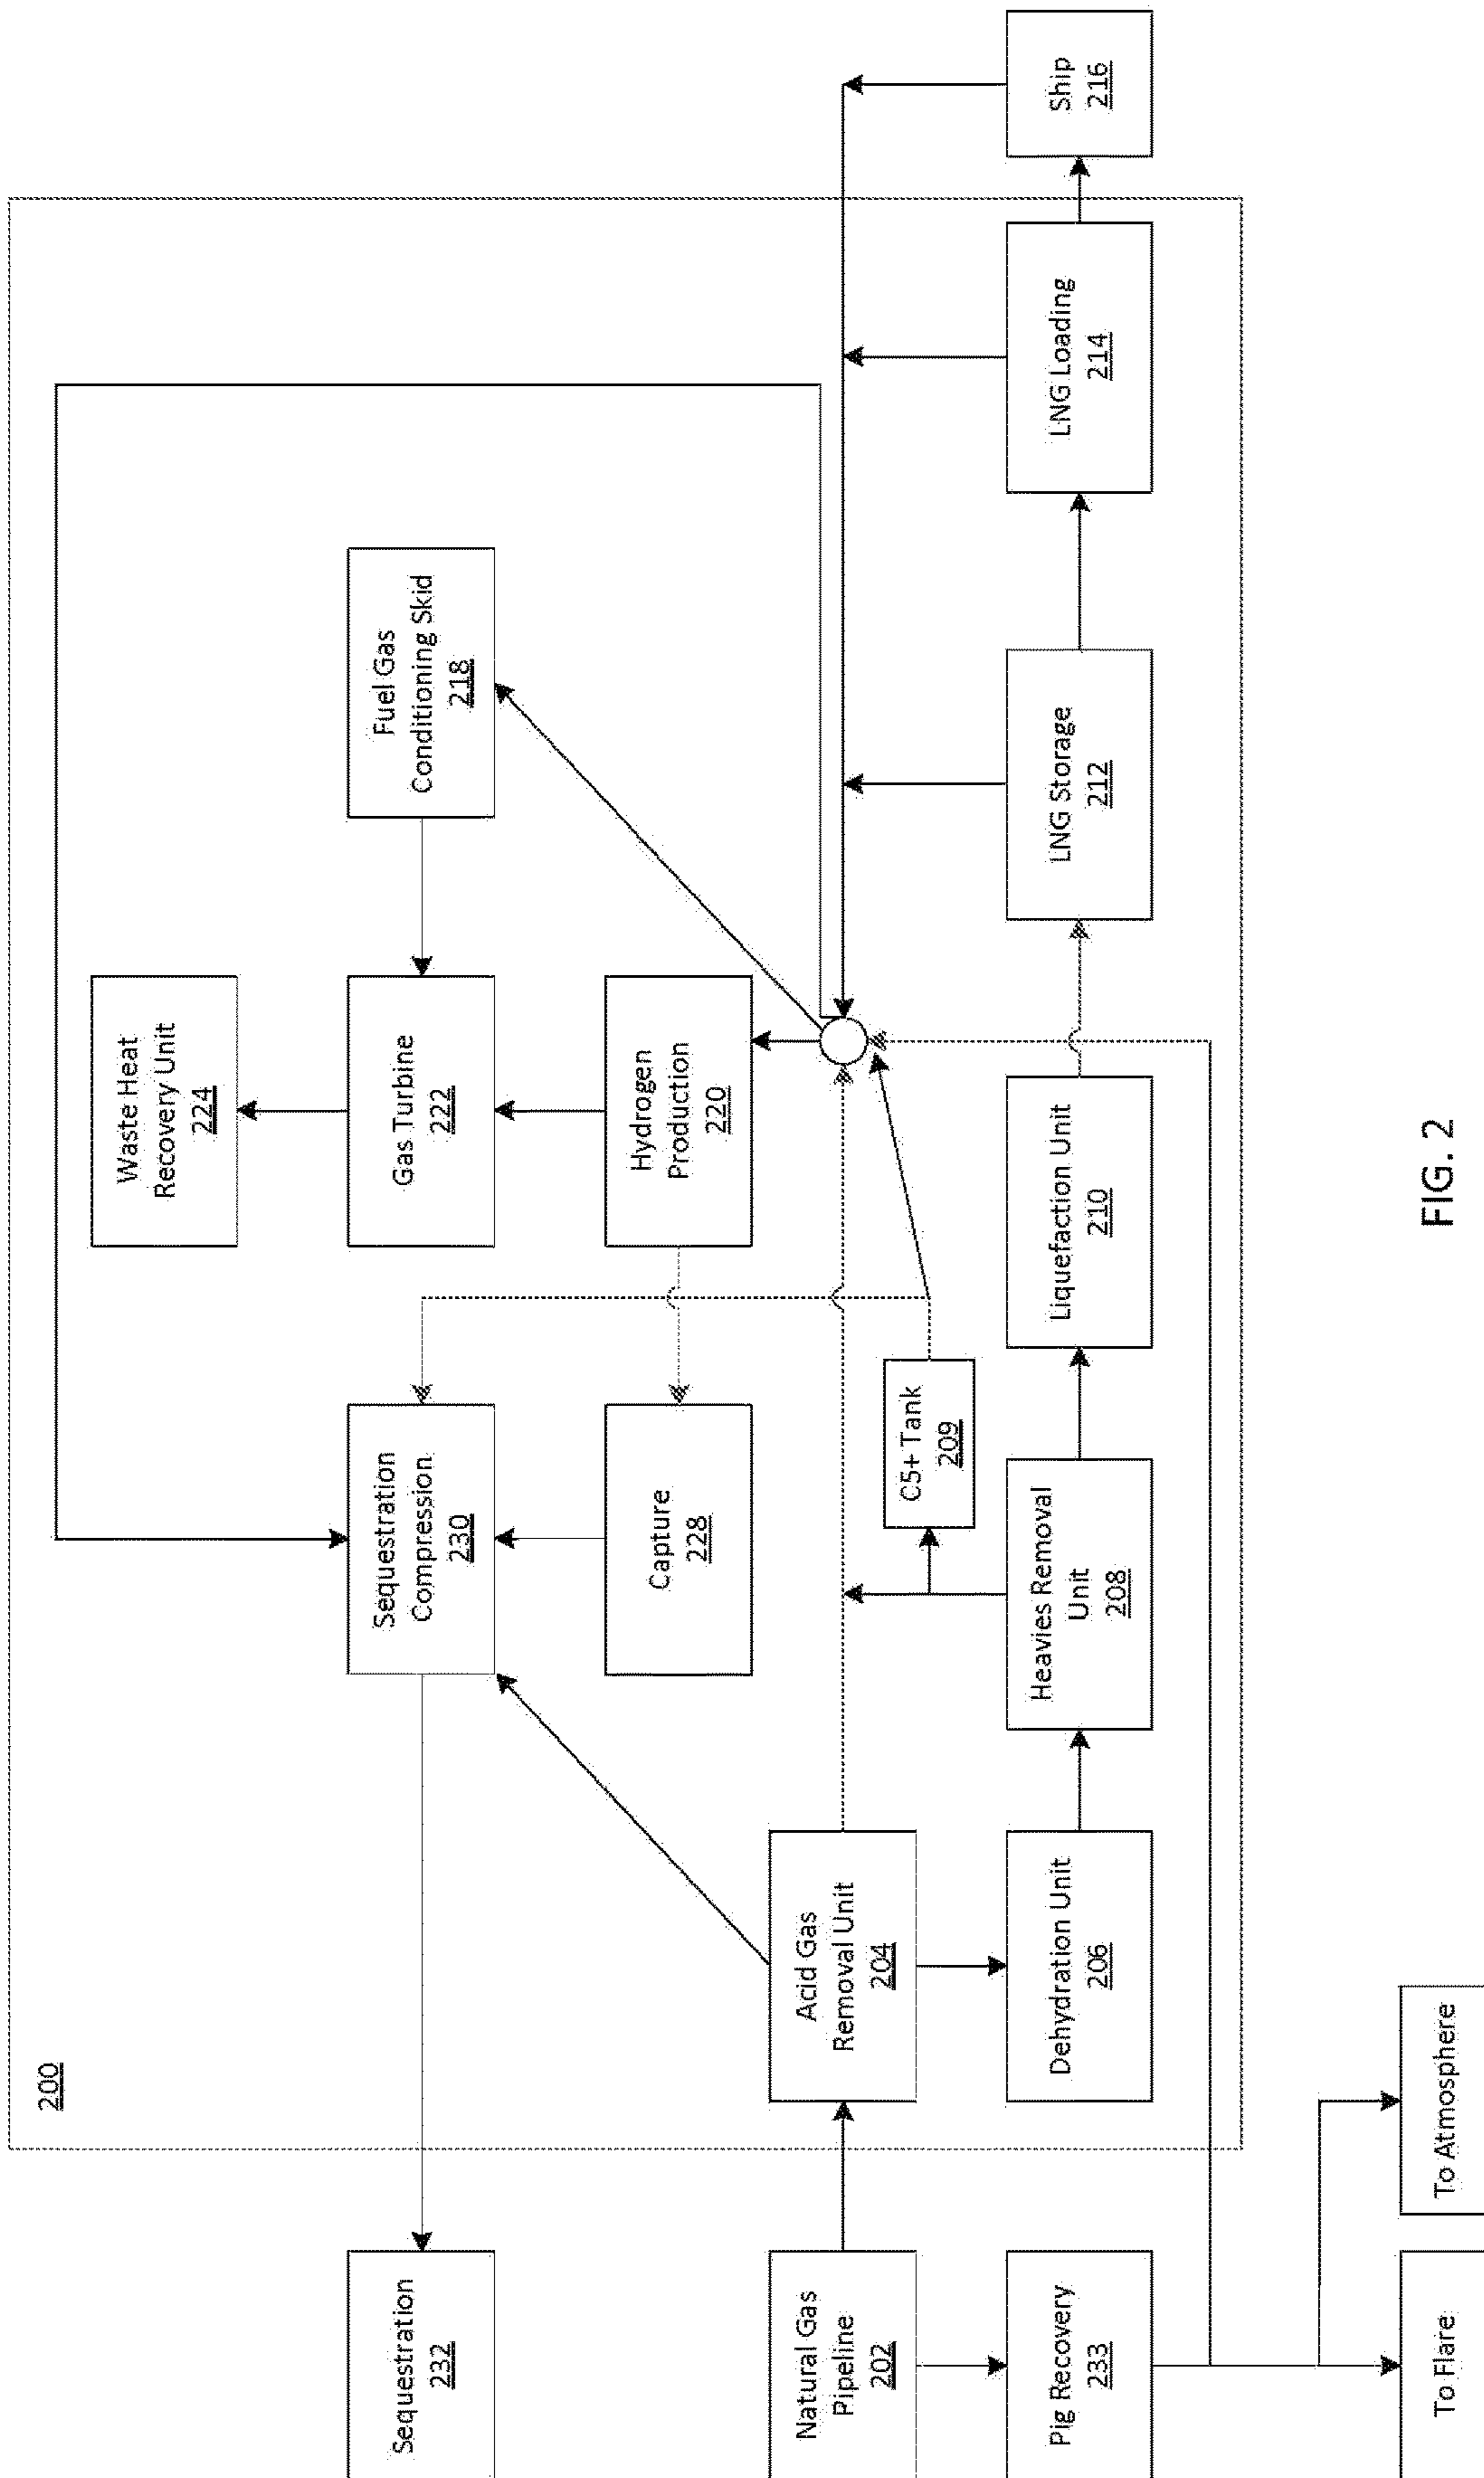 200
Waste Heat
Recovery Unit
224
Sequestration
232
Sequestration
Compression
230
Gas Turbine
222
Fuel Gas
Conditioning Skid
218
Capture
228
Hydrogen
Production
220
Natural Gas
Pipeline
202
Acid Gas
Removal Unit
204
C5+ Tank
209
Pig Recovery
233
Dehydration Unit
206
Heavies Removal
Unit
208
Liquefaction Unit
210
LNG Storage
212
LNG Loading
214
Ship
216
To Flare
To Atmosphere
FIG. 2